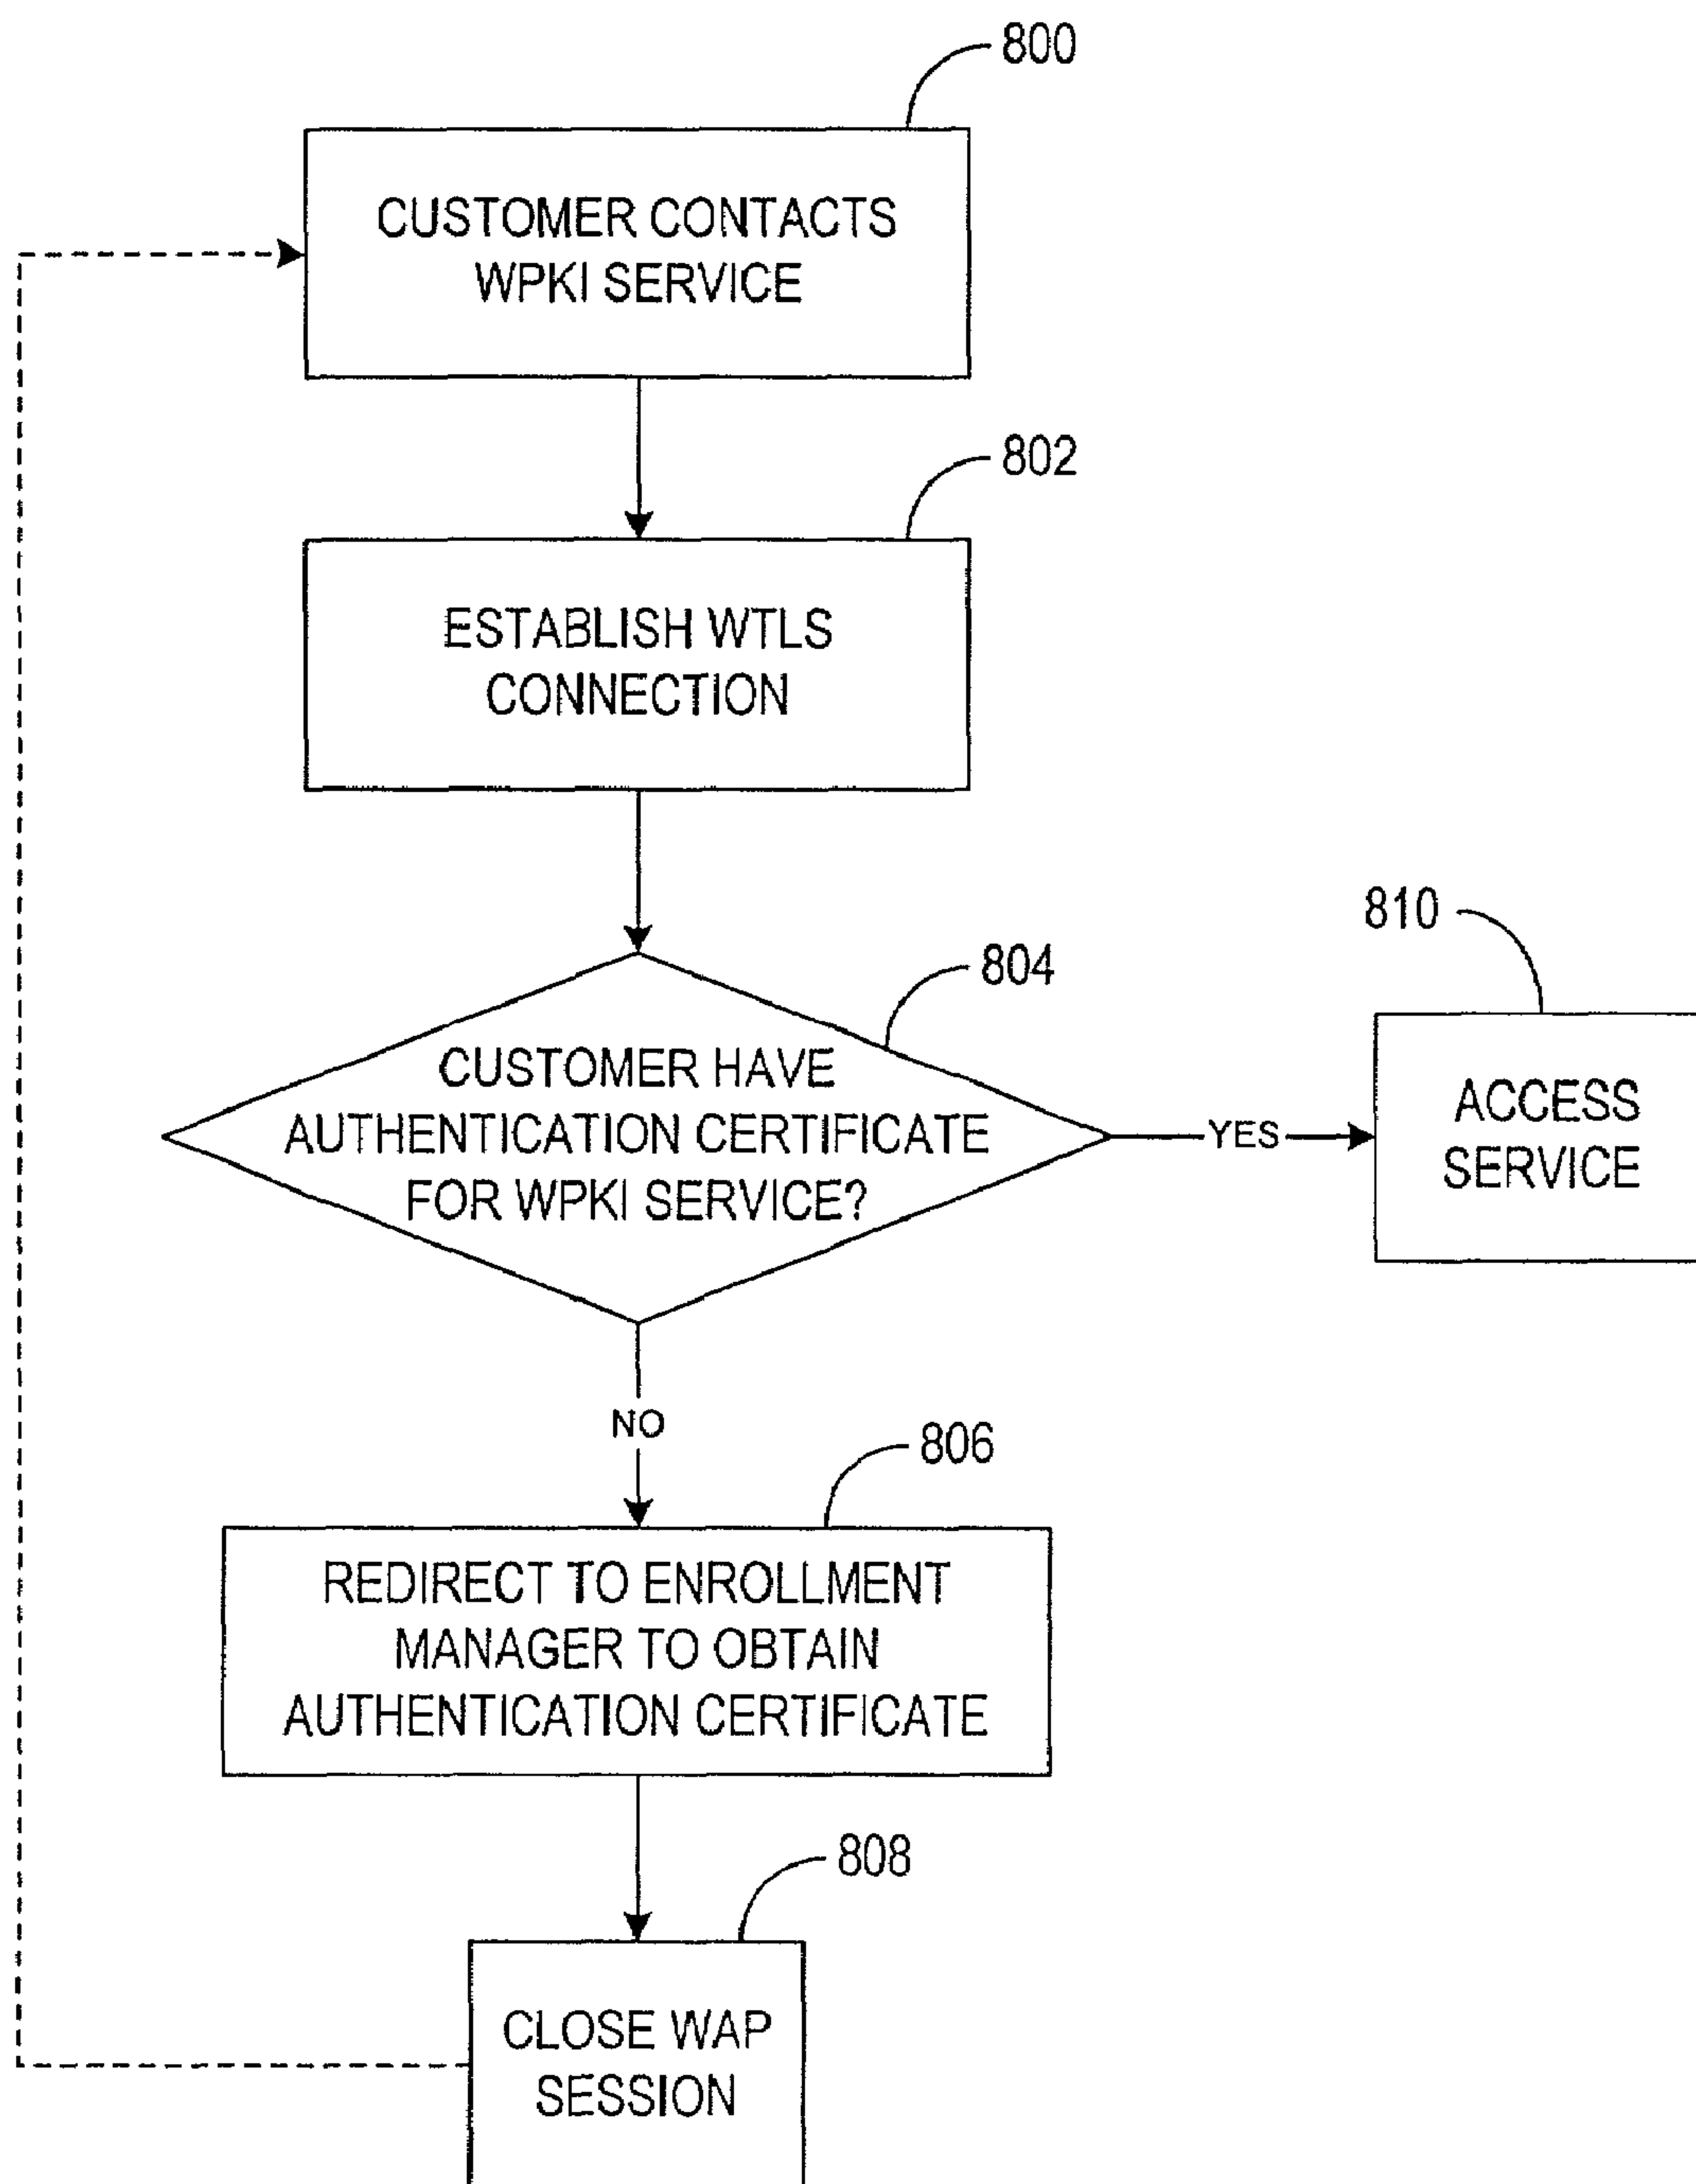 800
CUSTOMER CONTACTS
WPKI SERVICE
802
ESTABLISH WTLS
CONNECTION
804
CUSTOMER HAVE
AUTHENTICATION CERTIFICATE
FOR WPKI SERVICE?
YES
810
ACCESS
SERVICE
NO
806
REDIRECT TO ENROLLMENT
MANAGER TO OBTAIN
AUTHENTICATION CERTIFICATE
808
CLOSE WAP
SESSION